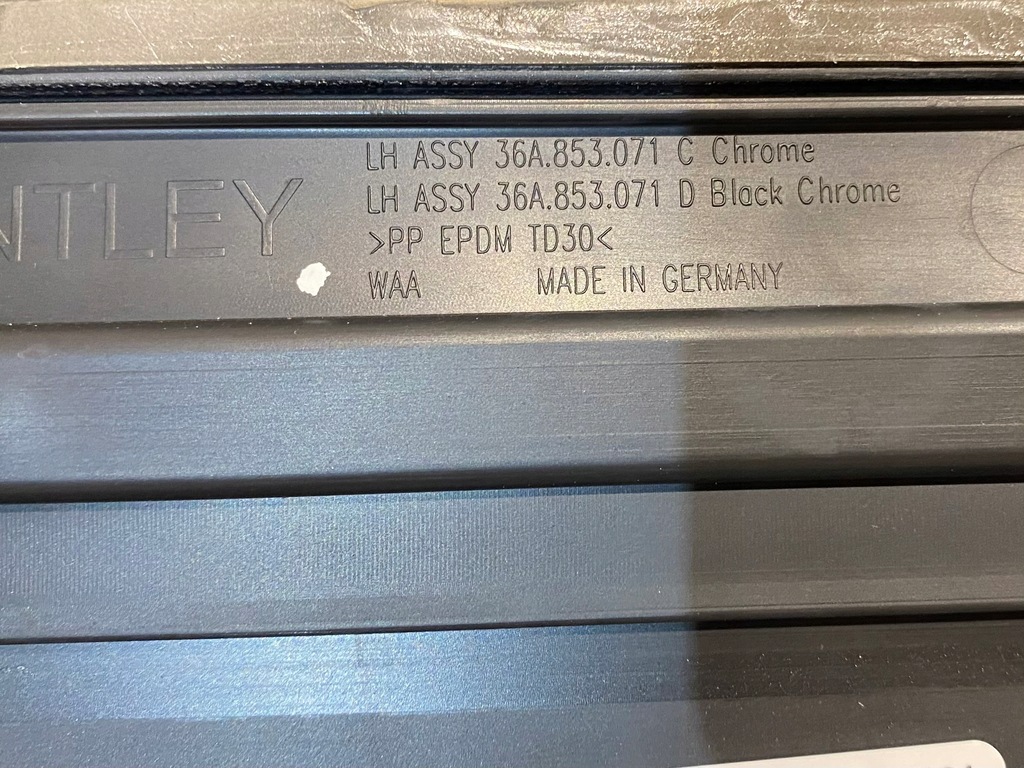 NTLEY
LH ASSY 36A.853.071 C Chrome
LH ASSY 36A.853.071 D Black Chrome
>PP EPDM TD30<
WAA MADE IN GERMANY